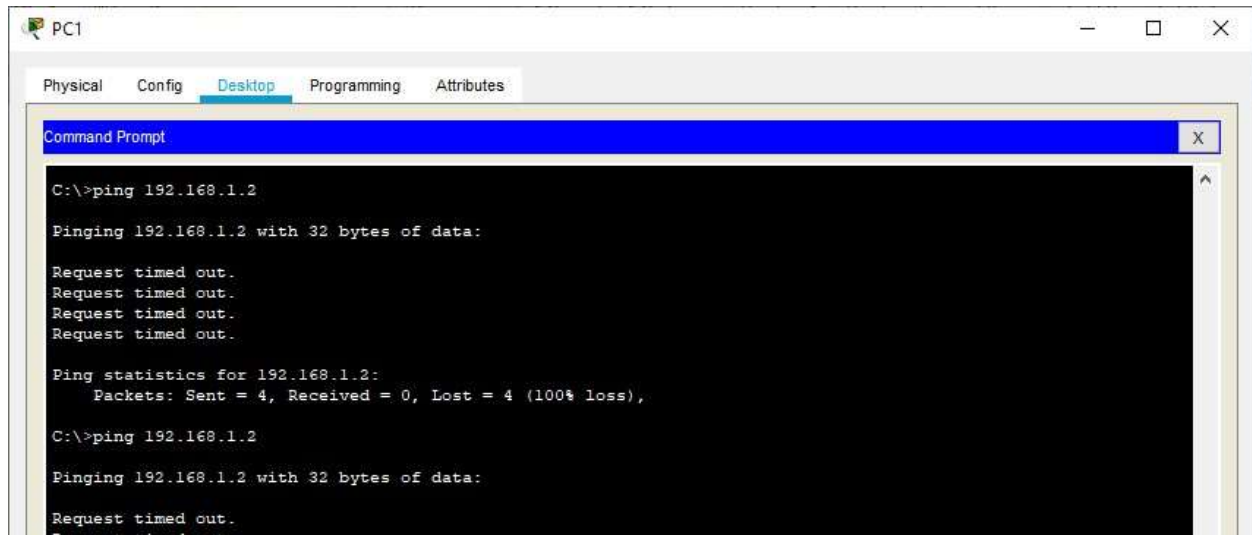 PC1
Physical Config Desktop Programming Attributes
Command Prompt
X
C:\>ping 192.168.1.2
Pinging 192.168.1.2 with 32 bytes of data:
Request timed out.
Request timed out.
Request timed out.
Request timed out.
Ping statistics for 192.168.1.2:
Packets: Sent = 4, Received = 0, Lost = 4 (100% loss),
C:\>ping 192.168.1.2
Pinging 192.168.1.2 with 32 bytes of data:
Request timed out.